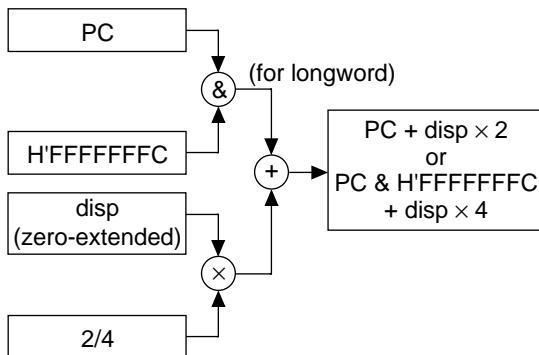 PC
&
(for longword)
H'FFFFFFFC
+
PC + disp × 2
or
PC & H'FFFFFFFC
+ disp × 4
disp
(zero-extended)
×
2/4